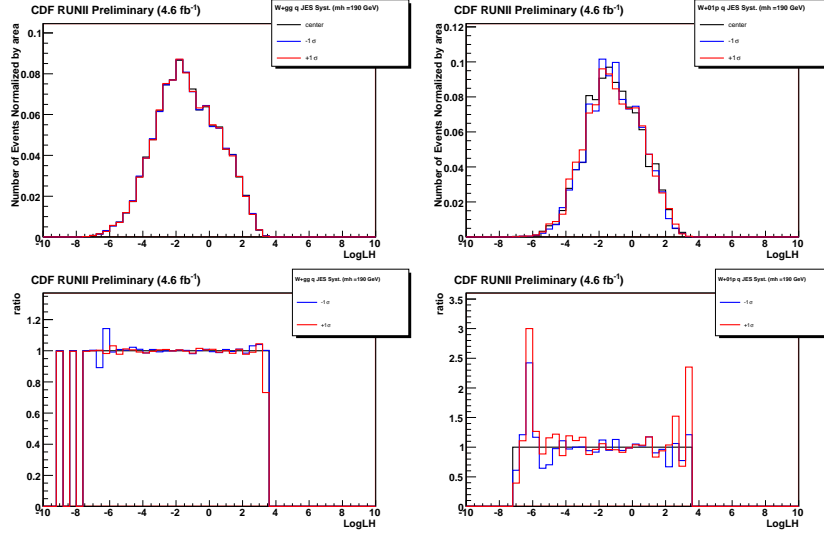 CDF RUNII Preliminary (4.6 fb⁻¹)
W+gg q JES Syst. (mh =190 GeV)
center
-1 σ
+1 σ
Number of Events Normalized by area
0.1
0.08
0.06
0.04
0.02
0
-10 -8 -6 -4 -2 0 2 4 6 8 10
LogLH
CDF RUNII Preliminary (4.6 fb⁻¹)
W+01p q JES Syst. (mh =190 GeV)
center
-1 σ
+1 σ
Number of Events Normalized by area
0.12
0.1
0.08
0.06
0.04
0.02
0
-10 -8 -6 -4 -2 0 2 4 6 8 10
LogLH
CDF RUNII Preliminary (4.6 fb⁻¹)
W+gg q JES Syst. (mh =190 GeV)
-1 σ
+1 σ
ratio
1.2
1
0.8
0.6
0.4
0.2
0
-10 -8 -6 -4 -2 0 2 4 6 8 10
LogLH
CDF RUNII Preliminary (4.6 fb⁻¹)
W+01p q JES Syst. (mh =190 GeV)
-1 σ
+1 σ
ratio
3.5
3
2.5
2
1.5
1
0.5
0
-10 -8 -6 -4 -2 0 2 4 6 8 10
LogLH